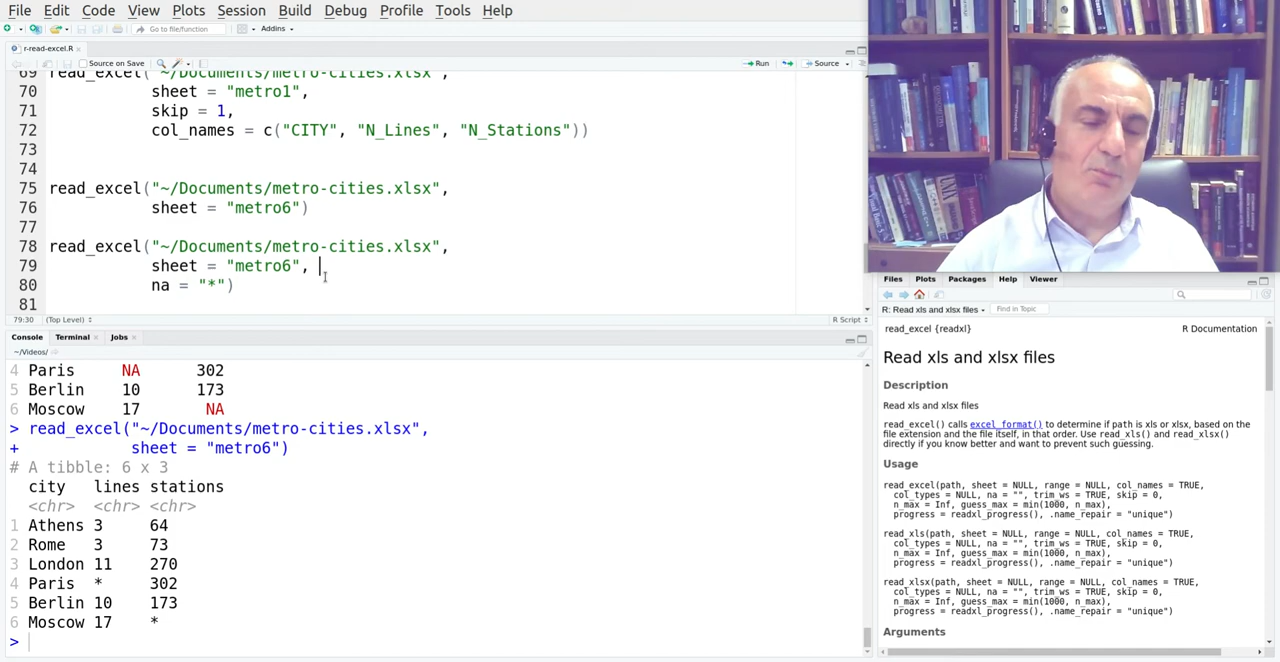 File Edit Code View Plots Session Build Debug Profile Tools Help
Go to file/function Addins
r-read-excel.R
Source on Save Run Source
69 read_excel("~/Documents/metro-cities.xlsx",
70 sheet = "metro1",
71 skip = 1,
72 col_names = c("CITY", "N_Lines", "N_Stations"))
73
74
75 read_excel("~/Documents/metro-cities.xlsx",
76 sheet = "metro6")
77
78 read_excel("~/Documents/metro-cities.xlsx",
79 sheet = "metro6",
80 na = "*")
81
79:30 (Top Level) R Script
Console Terminal Jobs
~/Videos/
4 Paris NA 302
5 Berlin 10 173
6 Moscow 17 NA
> read_excel("~/Documents/metro-cities.xlsx",
+ sheet = "metro6")
# A tibble: 6 x 3
city lines stations
<chr> <chr> <chr>
1 Athens 3 64
2 Rome 3 73
3 London 11 270
4 Paris * 302
5 Berlin 10 173
6 Moscow 17 *
>
Files Plots Packages Help Viewer
R: Read xls and xlsx files Find in Topic
read_excel {readxl} R Documentation
Read xls and xlsx files
Description
Read xls and xlsx files
read_excel() calls excel_format() to determine if path is xls or xlsx, based on the
file extension and the file itself, in that order. Use read_xls() and read_xlsx()
directly if you know better and want to prevent such guessing.
Usage
read_excel(path, sheet = NULL, range = NULL, col_names = TRUE,
col_types = NULL, na = "", trim_ws = TRUE, skip = 0,
n_max = Inf, guess_max = min(1000, n_max),
progress = readxl_progress(), .name_repair = "unique")
read_xls(path, sheet = NULL, range = NULL, col_names = TRUE,
col_types = NULL, na = "", trim_ws = TRUE, skip = 0,
n_max = Inf, guess_max = min(1000, n_max),
progress = readxl_progress(), .name_repair = "unique")
read_xlsx(path, sheet = NULL, range = NULL, col_names = TRUE,
col_types = NULL, na = "", trim_ws = TRUE, skip = 0,
n_max = Inf, guess_max = min(1000, n_max),
progress = readxl_progress(), .name_repair = "unique")
Arguments